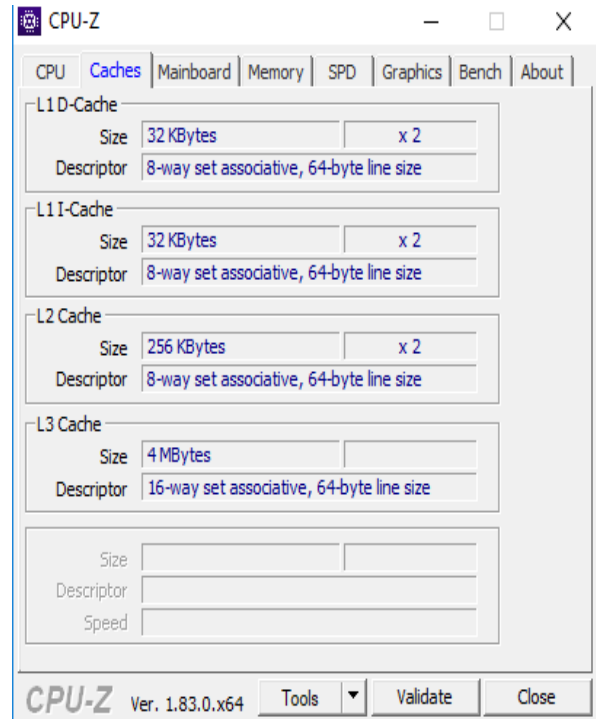 CPU-Z
CPU Caches Mainboard Memory SPD Graphics Bench About
L1 D-Cache
Size 32 KBytes x 2
Descriptor 8-way set associative, 64-byte line size
L1 I-Cache
Size 32 KBytes x 2
Descriptor 8-way set associative, 64-byte line size
L2 Cache
Size 256 KBytes x 2
Descriptor 8-way set associative, 64-byte line size
L3 Cache
Size 4 MBytes
Descriptor 16-way set associative, 64-byte line size
Size
Descriptor
Speed
CPU-Z Ver. 1.83.0.x64 Tools Validate Close